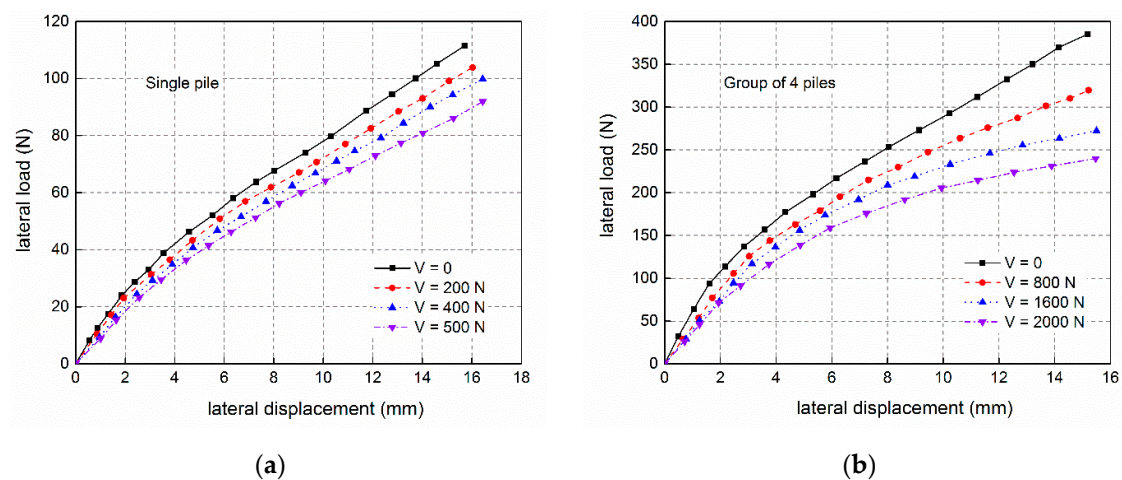 120
100
80
60
40
20
0
lateral load (N)
Single pile
V = 0
V = 200 N
V = 400 N
V = 500 N
0 2 4 6 8 10 12 14 16 18
lateral displacement (mm)
(a)
400
350
300
250
200
150
100
50
0
lateral load (N)
Group of 4 piles
V = 0
V = 800 N
V = 1600 N
V = 2000 N
0 2 4 6 8 10 12 14 16
lateral displacement (mm)
(b)